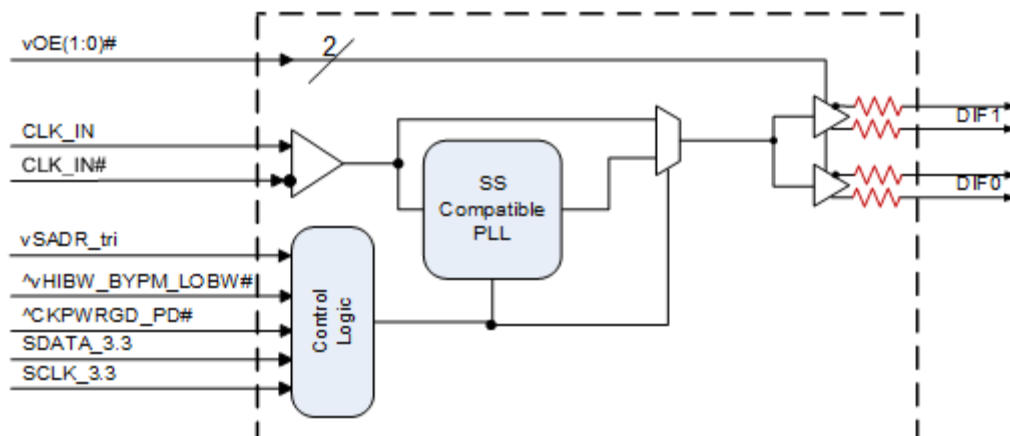 vOE(1:0)#
2
CLK_IN
CLK_IN#
SS
Compatible
PLL
DIF1
DIF0
vSADR_tri
^vHIBW_BYPM_LOBW#
^CKPWRGD_PD#
SDATA_3.3
SCLK_3.3
Control
Logic